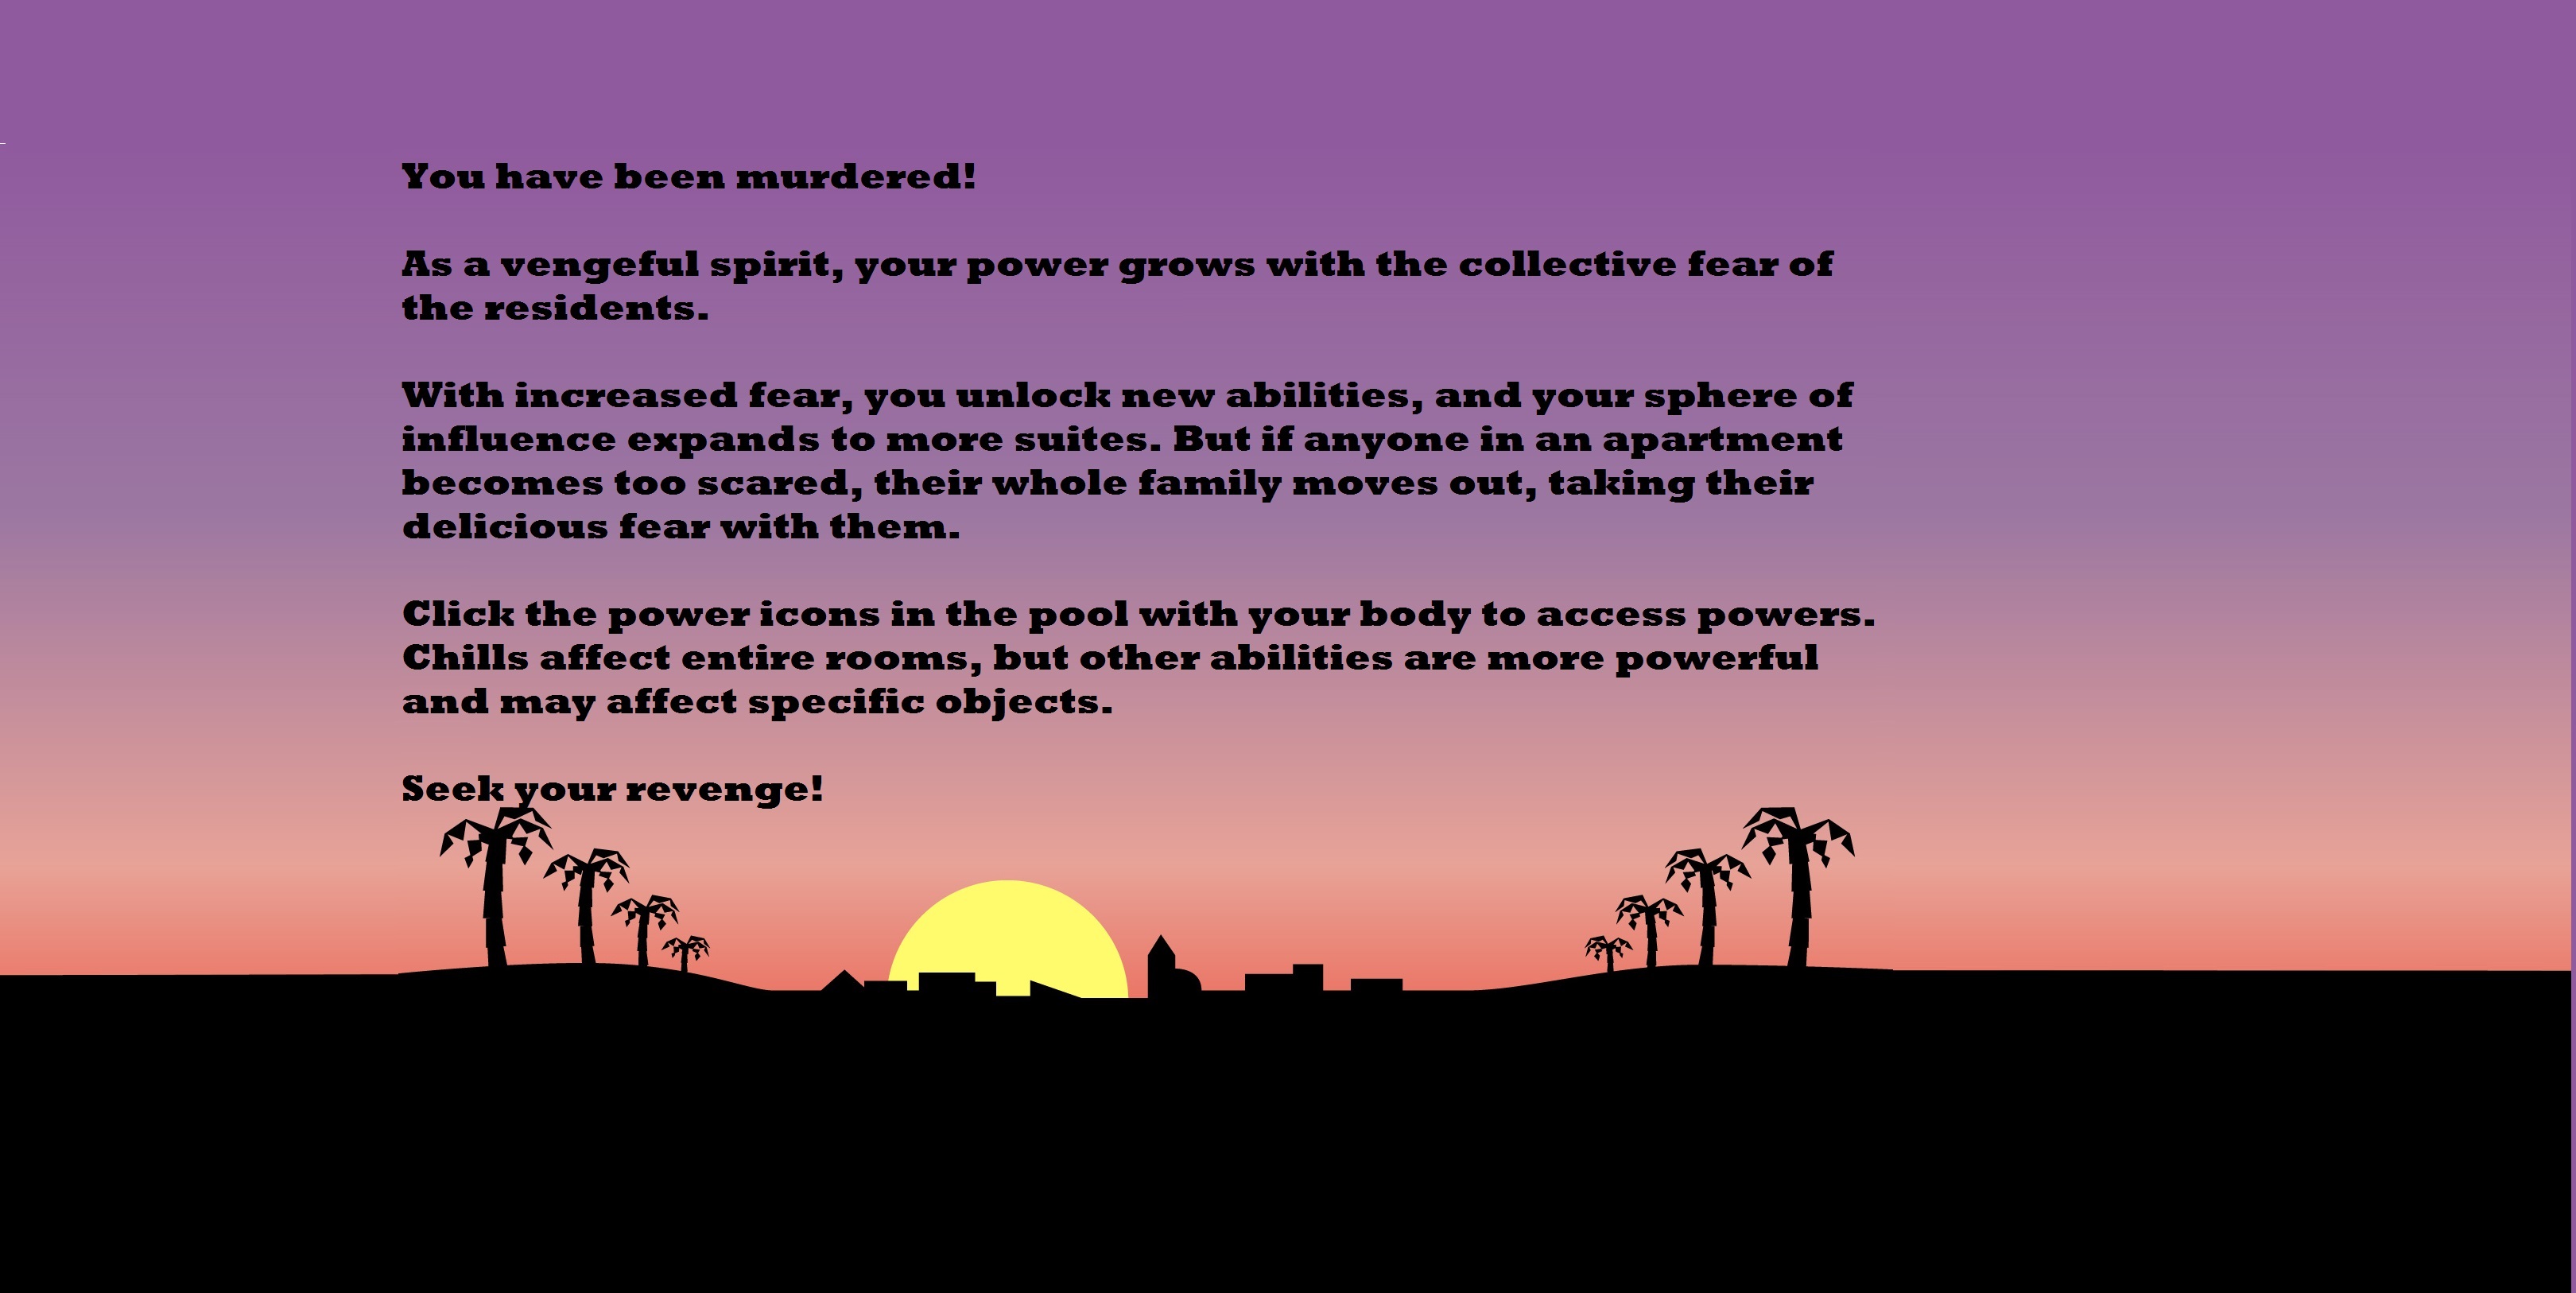 You have been murdered!
As a vengeful spirit, your power grows with the collective fear of
the residents.
With increased fear, you unlock new abilities, and your sphere of
influence expands to more suites. But if anyone in an apartment
becomes too scared, their whole family moves out, taking their
delicious fear with them.
Click the power icons in the pool with your body to access powers.
Chills affect entire rooms, but other abilities are more powerful
and may affect specific objects.
Seek your revenge!